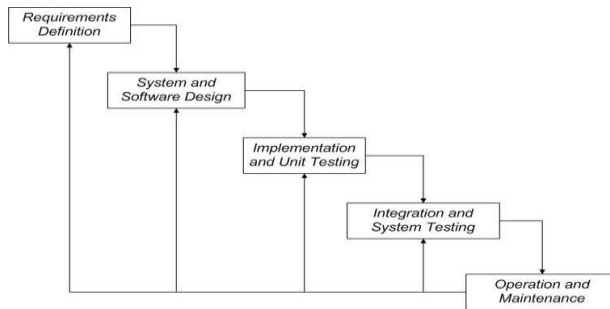 Requirements
Definition
System and
Software Design
Implementation
and Unit Testing
Integration and
System Testing
Operation and
Maintenance